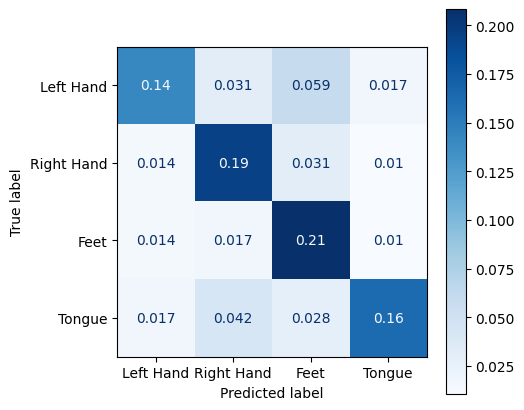 Left Hand 0.14 0.031 0.059 0.017
Right Hand 0.014 0.19 0.031 0.01
Feet 0.014 0.017 0.21 0.01
Tongue 0.017 0.042 0.028 0.16
Left Hand Right Hand Feet Tongue
Predicted label
True label
0.200
0.175
0.150
0.125
0.100
0.075
0.050
0.025